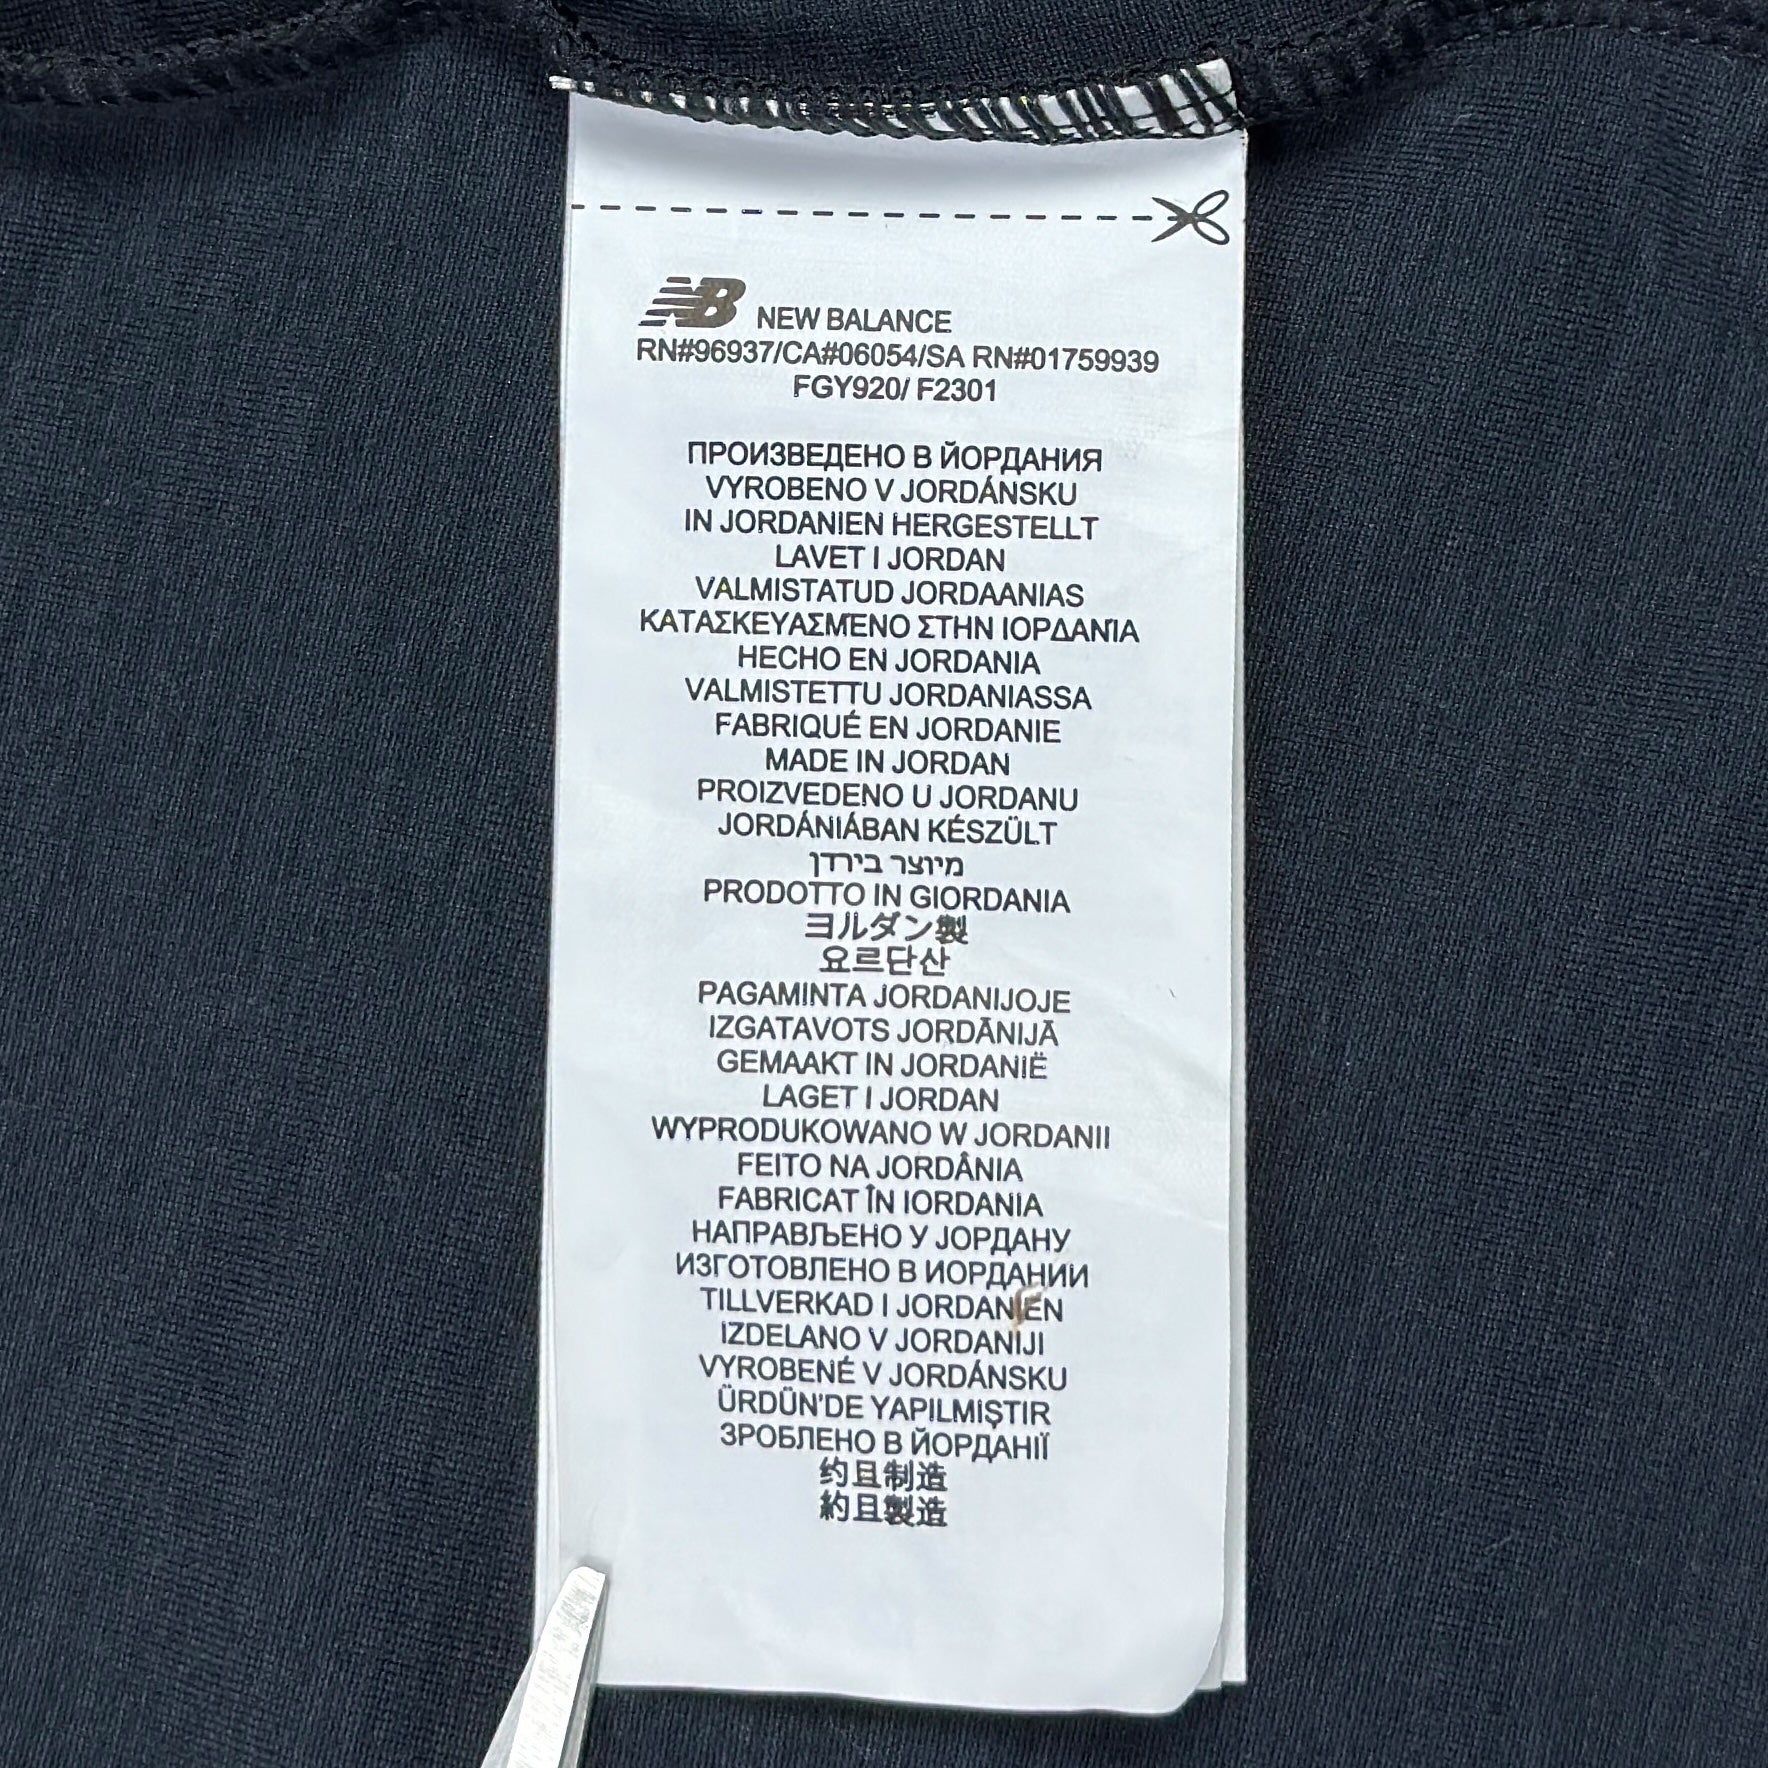 NB NEW BALANCE
RN#96937/CA#06054/SA RN#01759939
FGY920/ F2301
ПРОИЗВЕДЕНО В ЙОРДАНИЯ
VYROBENO V JORDÁNSKU
IN JORDANIEN HERGESTELLT
LAVET I JORDAN
VALMISTATUD JORDAANIAS
ΚΑΤΑΣΚΕΥΑΣΜΈΝΟ ΣΤΗΝ ΙΟΡΔΑΝΊΑ
HECHO EN JORDANIA
VALMISTETTU JORDANIASSA
FABRIQUÉ EN JORDANIE
MADE IN JORDAN
PROIZVEDENO U JORDANU
JORDÁNIÁBAN KÉSZÜLT
מיוצר בירדן
PRODOTTO IN GIORDANIA
ヨルダン製
요르단산
PAGAMINTA JORDANIJOJE
IZGATAVOTS JORDĀNIJĀ
GEMAAKT IN JORDANIË
LAGET I JORDAN
WYPRODUKOWANO W JORDANII
FEITO NA JORDÂNIA
FABRICAT ÎN IORDANIA
НАПРАВЉЕНО У ЈОРДАНУ
ИЗГОТОВЛЕНО В ИОРДАНИИ
TILLVERKAD I JORDANIEN
IZDELANO V JORDANIJI
VYROBENÉ V JORDÁNSKU
ÜRDÜN'DE YAPILMIŞTIR
ЗРОБЛЕНО В ЙОРДАНІЇ
约旦制造
約旦製造